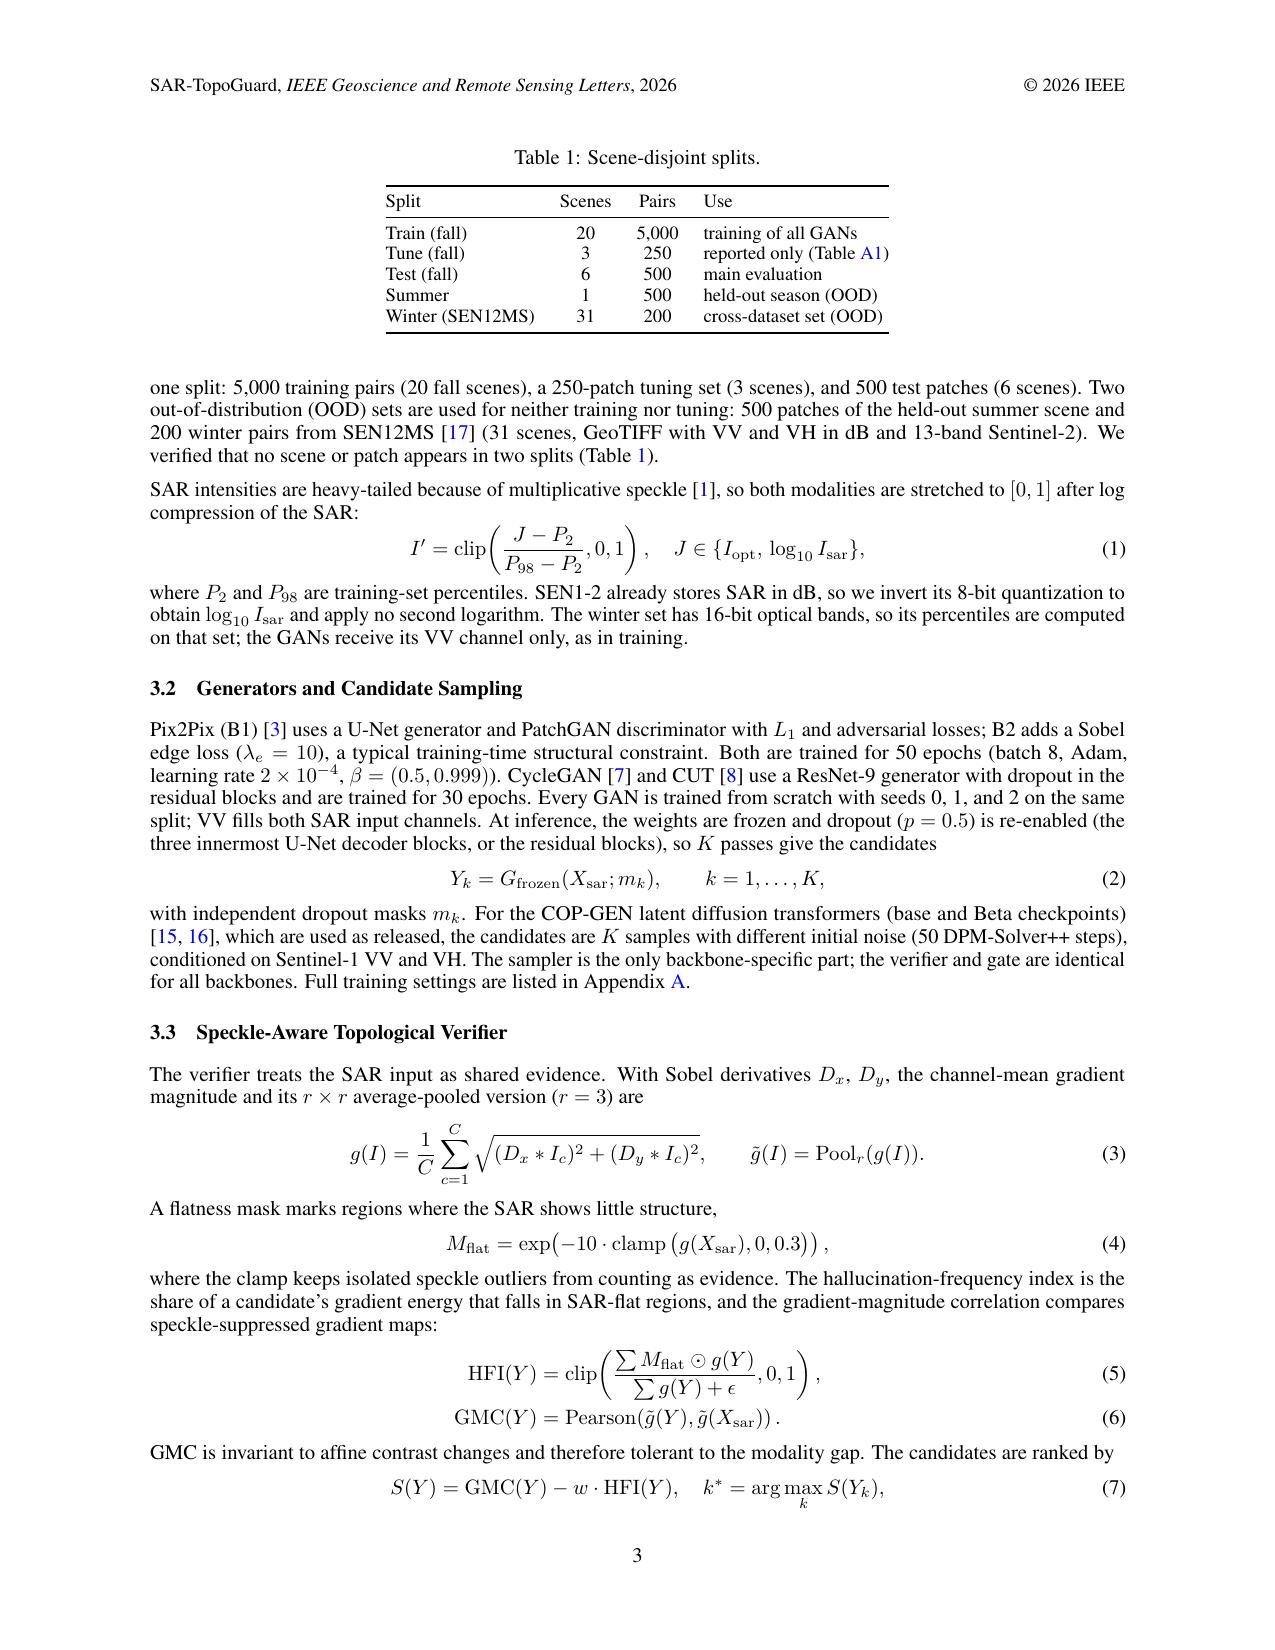 SAR-TopoGuard, IEEE Geoscience and Remote Sensing Letters, 2026 © 2026 IEEE
Table 1: Scene-disjoint splits.
Split Scenes Pairs Use
Train (fall) 20 5,000 training of all GANs
Tune (fall) 3 250 reported only (Table A1)
Test (fall) 6 500 main evaluation
Summer 1 500 held-out season (OOD)
Winter (SEN12MS) 31 200 cross-dataset set (OOD)
one split: 5,000 training pairs (20 fall scenes), a 250-patch tuning set (3 scenes), and 500 test patches (6 scenes). Two
out-of-distribution (OOD) sets are used for neither training nor tuning: 500 patches of the held-out summer scene and
200 winter pairs from SEN12MS [17] (31 scenes, GeoTIFF with VV and VH in dB and 13-band Sentinel-2). We
verified that no scene or patch appears in two splits (Table 1).
SAR intensities are heavy-tailed because of multiplicative speckle [1], so both modalities are stretched to [0, 1] after log
compression of the SAR:
I′ = clip( (J − P₂) / (P₉₈ − P₂), 0, 1 ), J ∈ {I_opt, log₁₀ I_sar}, (1)
where P₂ and P₉₈ are training-set percentiles. SEN1-2 already stores SAR in dB, so we invert its 8-bit quantization to
obtain log₁₀ I_sar and apply no second logarithm. The winter set has 16-bit optical bands, so its percentiles are computed
on that set; the GANs receive its VV channel only, as in training.
3.2 Generators and Candidate Sampling
Pix2Pix (B1) [3] uses a U-Net generator and PatchGAN discriminator with L₁ and adversarial losses; B2 adds a Sobel
edge loss (λₑ = 10), a typical training-time structural constraint. Both are trained for 50 epochs (batch 8, Adam,
learning rate 2 × 10⁻⁴, β = (0.5, 0.999)). CycleGAN [7] and CUT [8] use a ResNet-9 generator with dropout in the
residual blocks and are trained for 30 epochs. Every GAN is trained from scratch with seeds 0, 1, and 2 on the same
split; VV fills both SAR input channels. At inference, the weights are frozen and dropout (p = 0.5) is re-enabled (the
three innermost U-Net decoder blocks, or the residual blocks), so K passes give the candidates
Y_k = G_frozen(X_sar; m_k), k = 1, . . . , K, (2)
with independent dropout masks m_k. For the COP-GEN latent diffusion transformers (base and Beta checkpoints)
[15, 16], which are used as released, the candidates are K samples with different initial noise (50 DPM-Solver++ steps),
conditioned on Sentinel-1 VV and VH. The sampler is the only backbone-specific part; the verifier and gate are identical
for all backbones. Full training settings are listed in Appendix A.
3.3 Speckle-Aware Topological Verifier
The verifier treats the SAR input as shared evidence. With Sobel derivatives D_x, D_y, the channel-mean gradient
magnitude and its r × r average-pooled version (r = 3) are
g(I) = 1/C ∑_{c=1}^{C} √((D_x ∗ I_c)² + (D_y ∗ I_c)²), g̃(I) = Pool_r(g(I)). (3)
A flatness mask marks regions where the SAR shows little structure,
M_flat = exp(−10 · clamp (g(X_sar), 0, 0.3)) , (4)
where the clamp keeps isolated speckle outliers from counting as evidence. The hallucination-frequency index is the
share of a candidate's gradient energy that falls in SAR-flat regions, and the gradient-magnitude correlation compares
speckle-suppressed gradient maps:
HFI(Y) = clip( (∑ M_flat ⊙ g(Y)) / (∑ g(Y) + ϵ), 0, 1 ) , (5)
GMC(Y) = Pearson(g̃(Y), g̃(X_sar)) . (6)
GMC is invariant to affine contrast changes and therefore tolerant to the modality gap. The candidates are ranked by
S(Y) = GMC(Y) − w · HFI(Y), k* = arg max_k S(Y_k), (7)
3